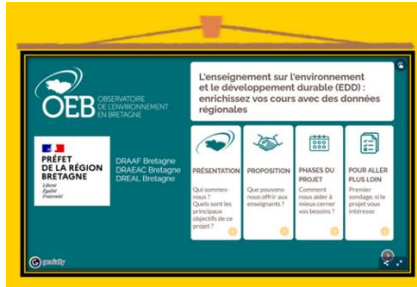 OEB
OBSERVATOIRE
DE L'ENVIRONNEMENT
EN BRETAGNE
L'enseignement sur l'environnement
et le développement durable (EDD) :
enrichissez vos cours avec des données
régionales
PRÉFET
DE LA RÉGION
BRETAGNE
Liberté
Égalité
Fraternité
DRAAF Bretagne
DRAEAC Bretagne
DREAL Bretagne
PRÉSENTATION
Qui sommes-
nous ?
Quels sont les
principaux
objectifs de ce
projet ?
PROPOSITION
Que pouvons-
nous offrir aux
enseignants ?
PHASES DU
PROJET
Comment
nous aider à
mieux cerner
vos besoins ?
POUR ALLER
PLUS LOIN
Premier
sondage, si le
projet vous
intéresse
genially